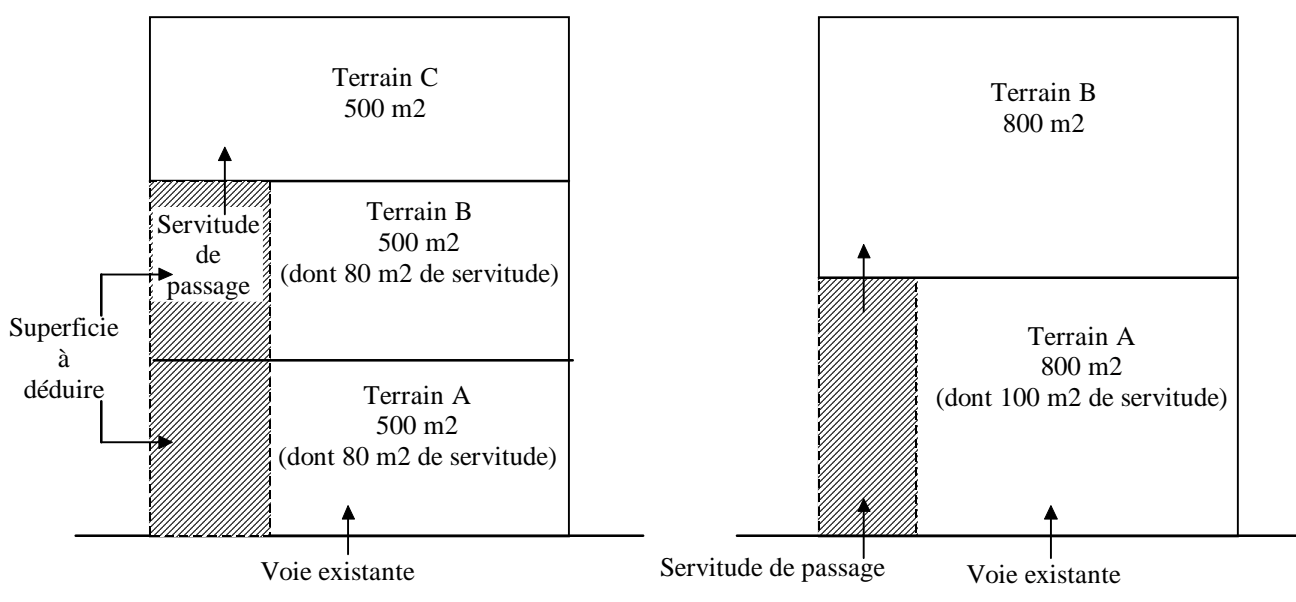 Terrain C
500 m2
Servitude
de
passage
Terrain B
500 m2
(dont 80 m2 de servitude)
Superficie
à
déduire
Terrain A
500 m2
(dont 80 m2 de servitude)
Voie existante
Terrain B
800 m2
Terrain A
800 m2
(dont 100 m2 de servitude)
Servitude de passage
Voie existante